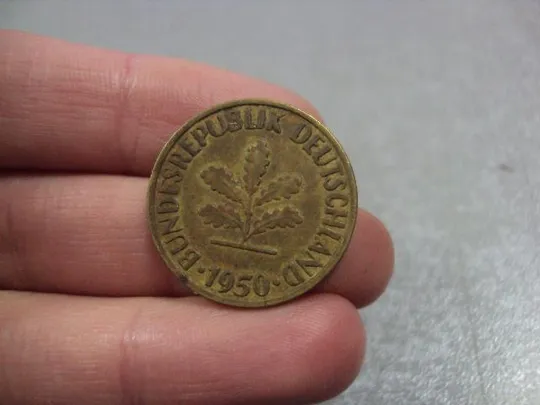 BUNDESREPUBLIK DEUTSCHLAND
· 1950 ·